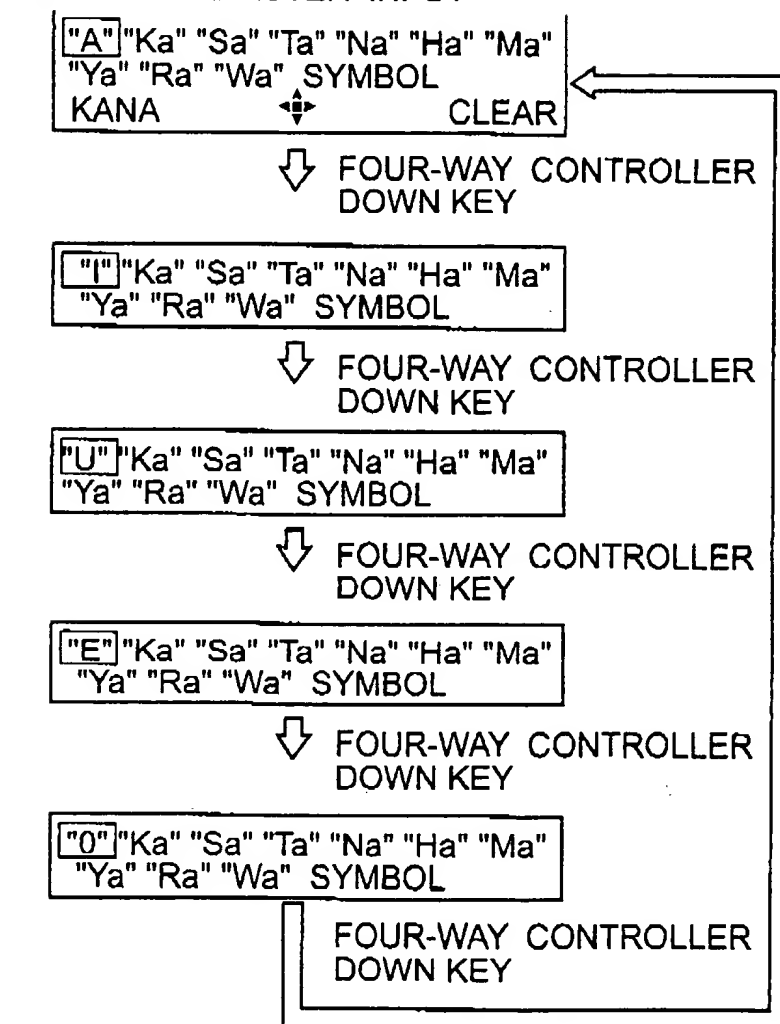 "A" "Ka" "Sa" "Ta" "Na" "Ha" "Ma"
"Ya" "Ra" "Wa" SYMBOL
KANA CLEAR
FOUR-WAY CONTROLLER
DOWN KEY
"I" "Ka" "Sa" "Ta" "Na" "Ha" "Ma"
"Ya" "Ra" "Wa" SYMBOL
FOUR-WAY CONTROLLER
DOWN KEY
"U" "Ka" "Sa" "Ta" "Na" "Ha" "Ma"
"Ya" "Ra" "Wa" SYMBOL
FOUR-WAY CONTROLLER
DOWN KEY
"E" "Ka" "Sa" "Ta" "Na" "Ha" "Ma"
"Ya" "Ra" "Wa" SYMBOL
FOUR-WAY CONTROLLER
DOWN KEY
"0" "Ka" "Sa" "Ta" "Na" "Ha" "Ma"
"Ya" "Ra" "Wa" SYMBOL
FOUR-WAY CONTROLLER
DOWN KEY